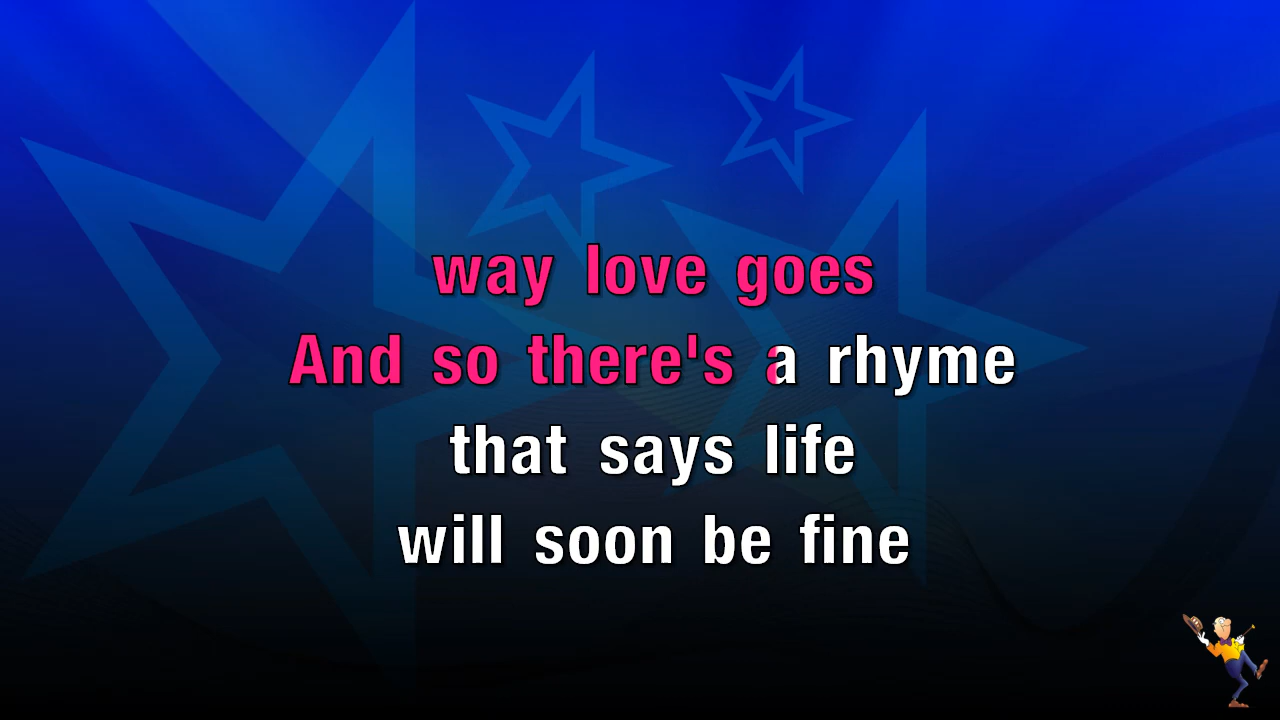 way love goes
And so there's a rhyme
that says life
will soon be fine